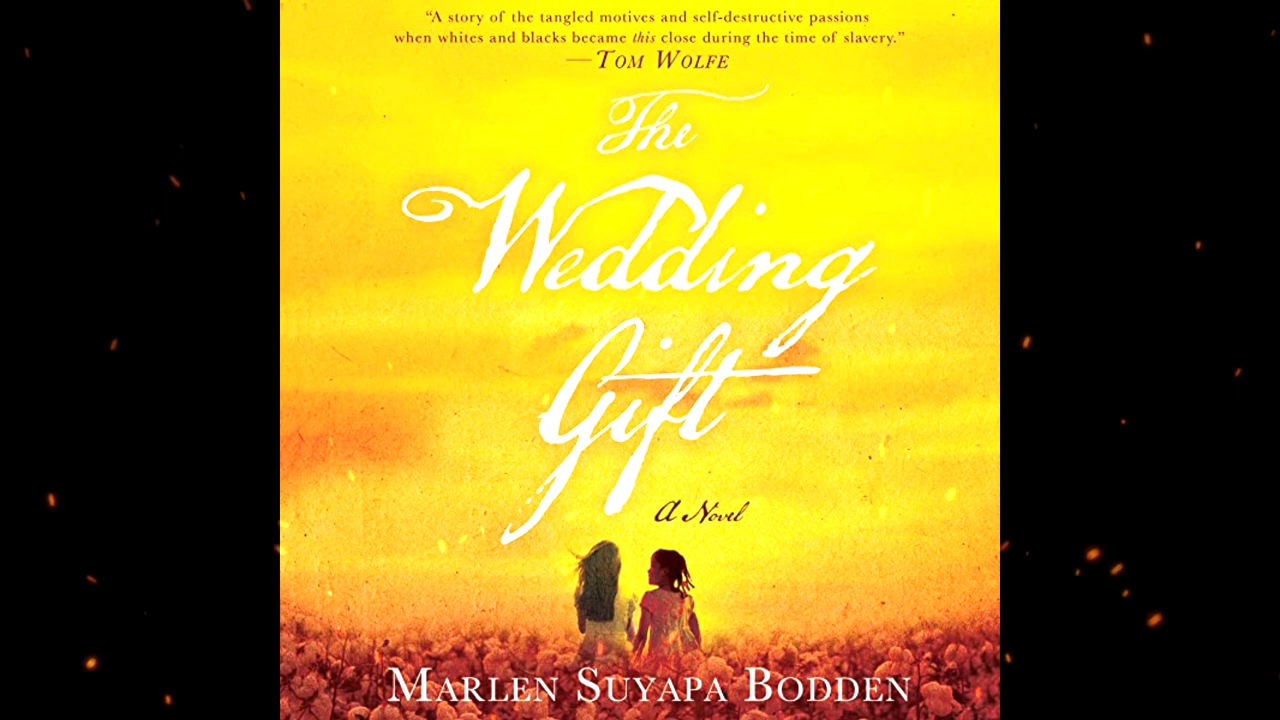 “A story of the tangled motives and self-destructive passions
when whites and blacks became this close during the time of slavery.”
—Tom Wolfe
The
Wedding
Gift
A Novel
Marlen Suyapa Bodden